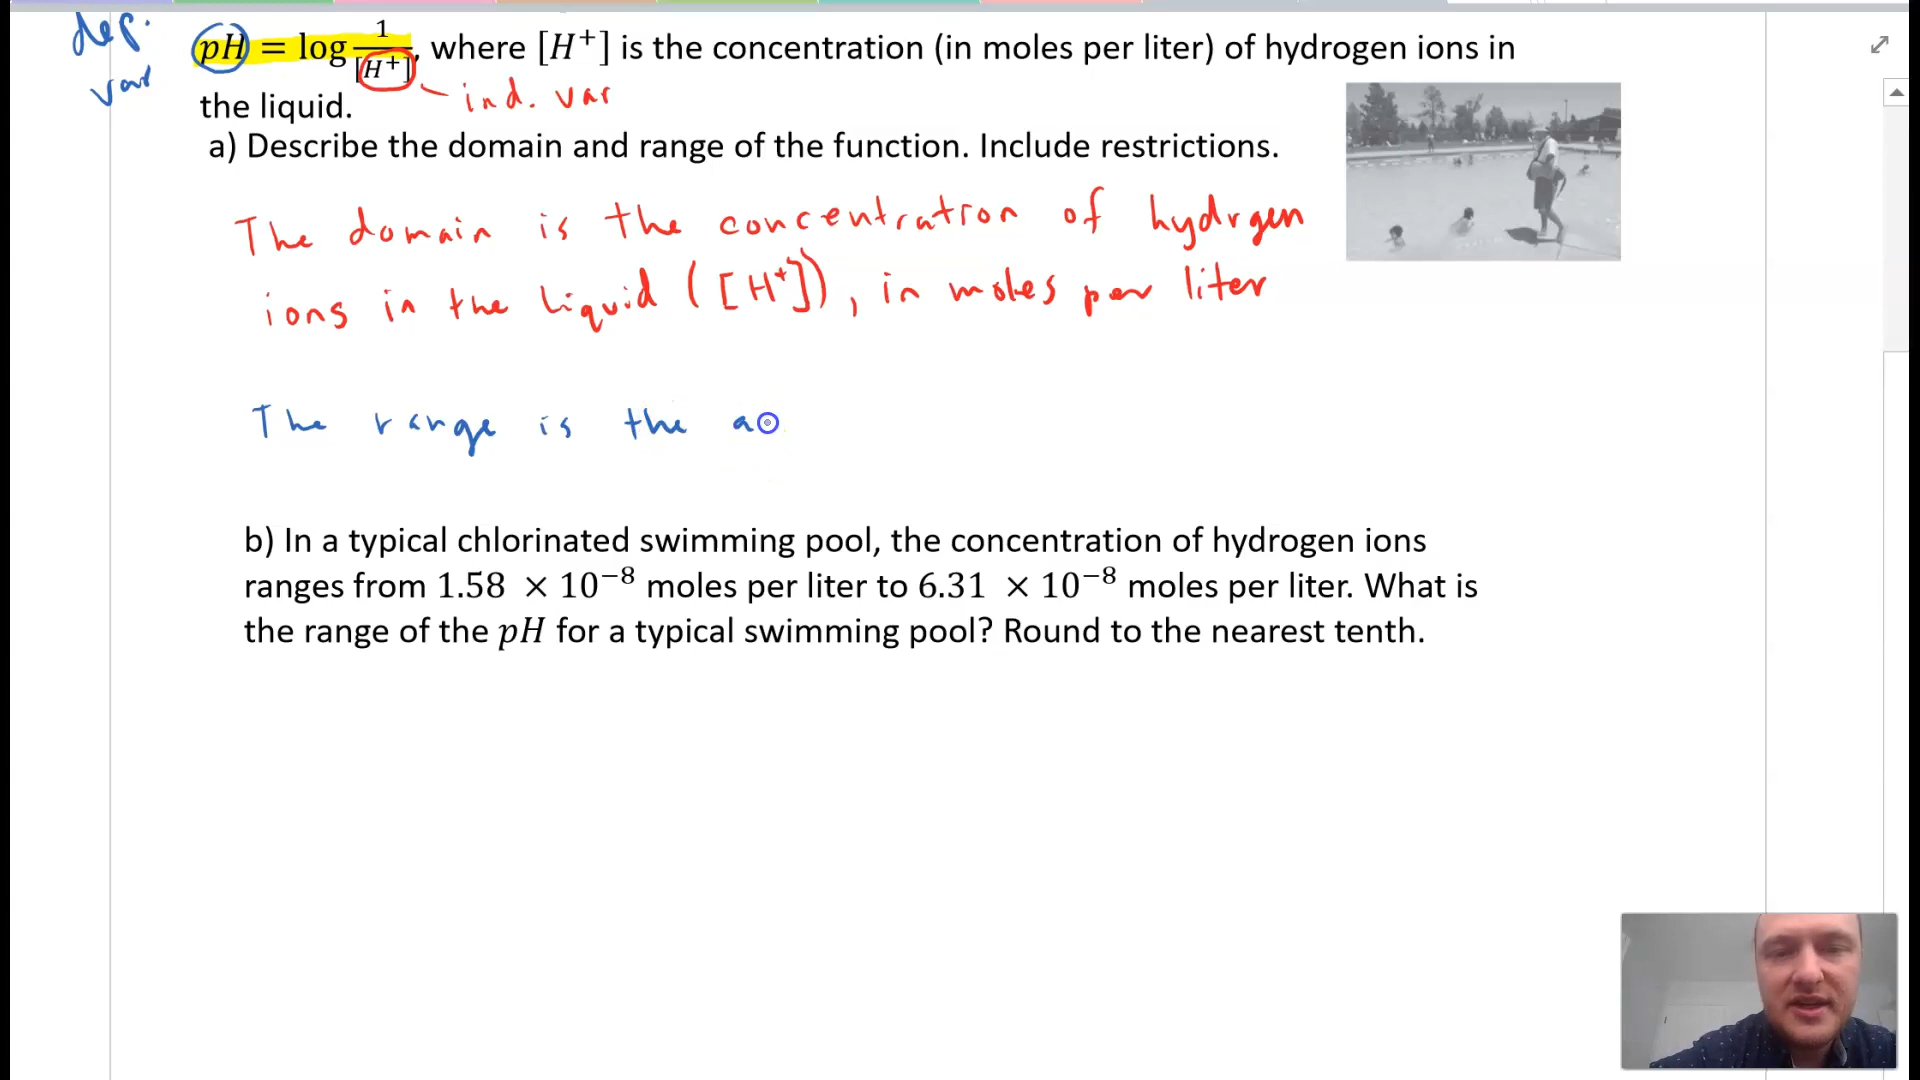 dep.
var
pH = log 1/[H⁺], where [H⁺] is the concentration (in moles per liter) of hydrogen ions in
the liquid.
ind. var
a) Describe the domain and range of the function. Include restrictions.
The domain is the concentration of hydrgen
ions in the liquid ([H⁺]), in moles per liter
The range is the a
b) In a typical chlorinated swimming pool, the concentration of hydrogen ions
ranges from 1.58 × 10⁻⁸ moles per liter to 6.31 × 10⁻⁸ moles per liter. What is
the range of the pH for a typical swimming pool? Round to the nearest tenth.